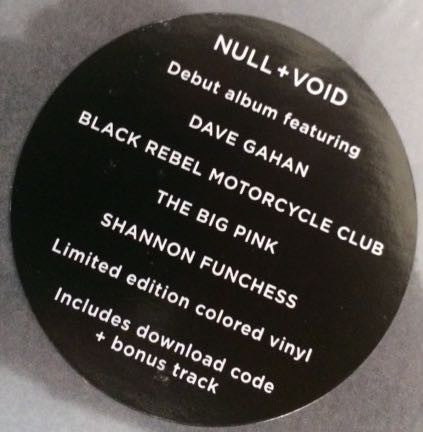 NULL + VOID
Debut album featuring
DAVE GAHAN
BLACK REBEL MOTORCYCLE CLUB
THE BIG PINK
SHANNON FUNCHESS
Limited edition colored vinyl
Includes download code
+ bonus track